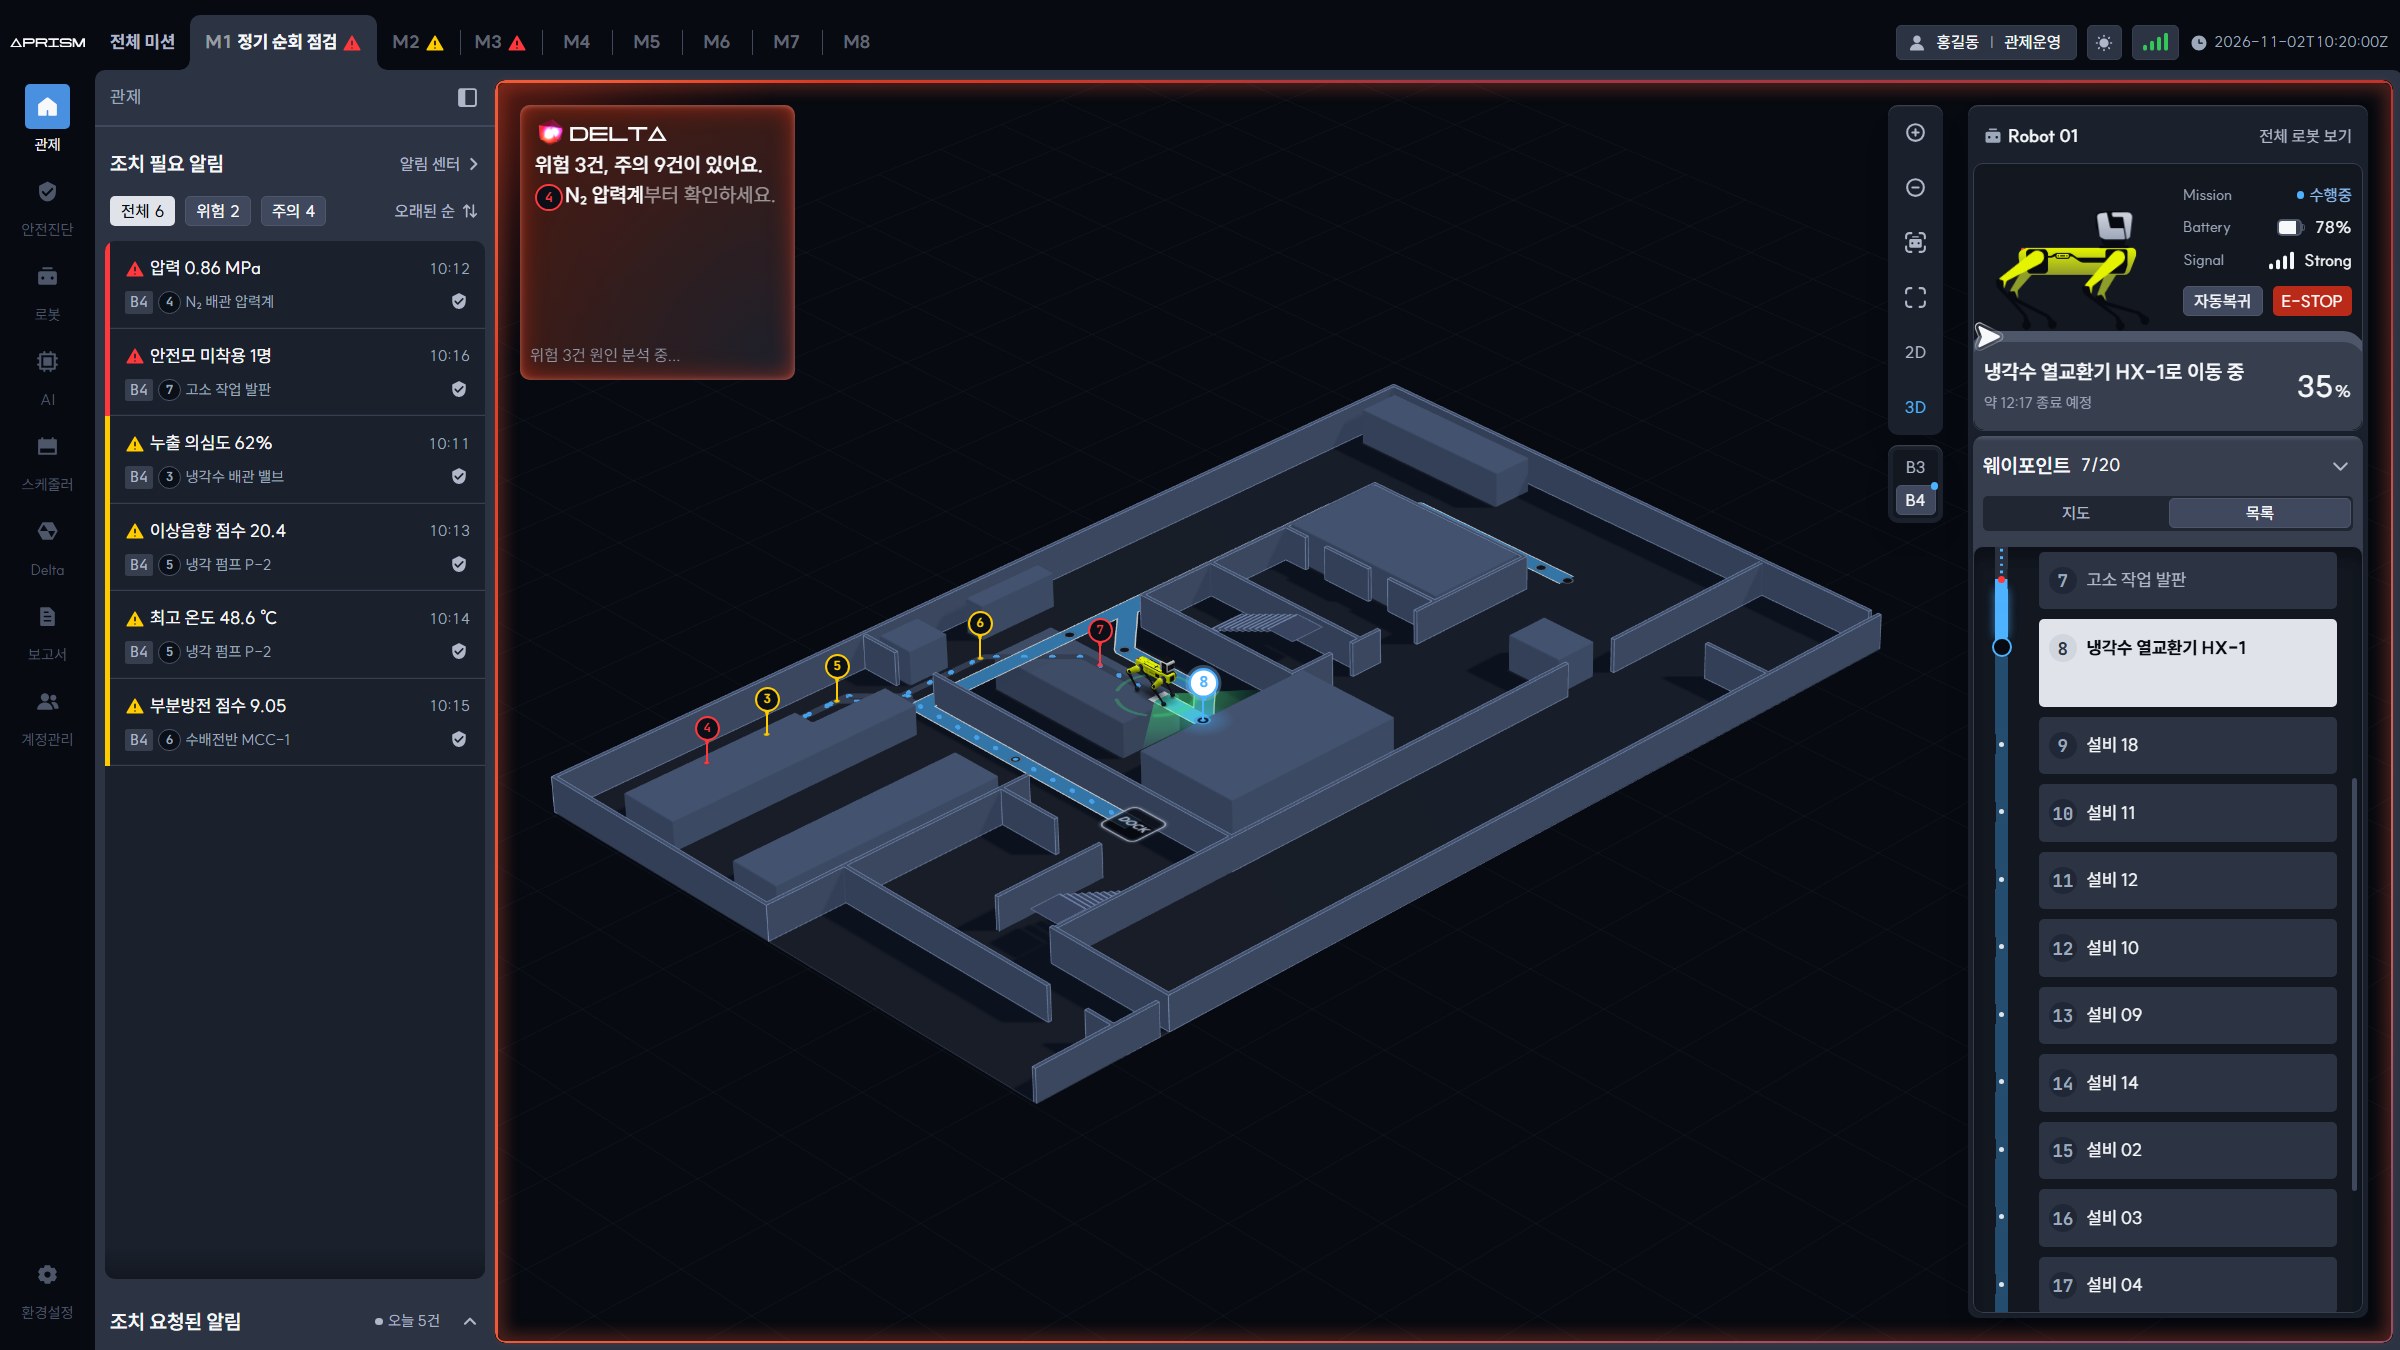 APRISM
전체 미션
M1 정기 순회 점검
M2
M3
M4
M5
M6
M7
M8
홍길동 | 관제운영
2026-11-02T10:20:00Z
관제
안전진단
로봇
AI
스케줄러
Delta
보고서
계정관리
환경설정
관제
조치 필요 알림
알림 센터
전체 6
위험 2
주의 4
오래된 순
압력 0.86 MPa
10:12
B4 4 N₂ 배관 압력계
안전모 미착용 1명
10:16
B4 7 고소 작업 발판
누출 의심도 62%
10:11
B4 3 냉각수 배관 밸브
이상음향 점수 20.4
10:13
B4 5 냉각 펌프 P-2
최고 온도 48.6 ℃
10:14
B4 5 냉각 펌프 P-2
부분방전 점수 9.05
10:15
B4 6 수배전반 MCC-1
조치 요청된 알림
오늘 5건
DELTA
위험 3건, 주의 9건이 있어요.
4 N₂ 압력계부터 확인하세요.
위험 3건 원인 분석 중...
6
7
5
8
3
4
DOCK
2D
3D
B3
B4
Robot 01
전체 로봇 보기
Mission
수행중
Battery
78%
Signal
Strong
자동복귀
E-STOP
냉각수 열교환기 HX-1로 이동 중
약 12:17 종료 예정
35%
웨이포인트 7/20
지도
목록
7 고소 작업 발판
8 냉각수 열교환기 HX-1
9 설비 18
10 설비 11
11 설비 12
12 설비 10
13 설비 09
14 설비 14
15 설비 02
16 설비 03
17 설비 04